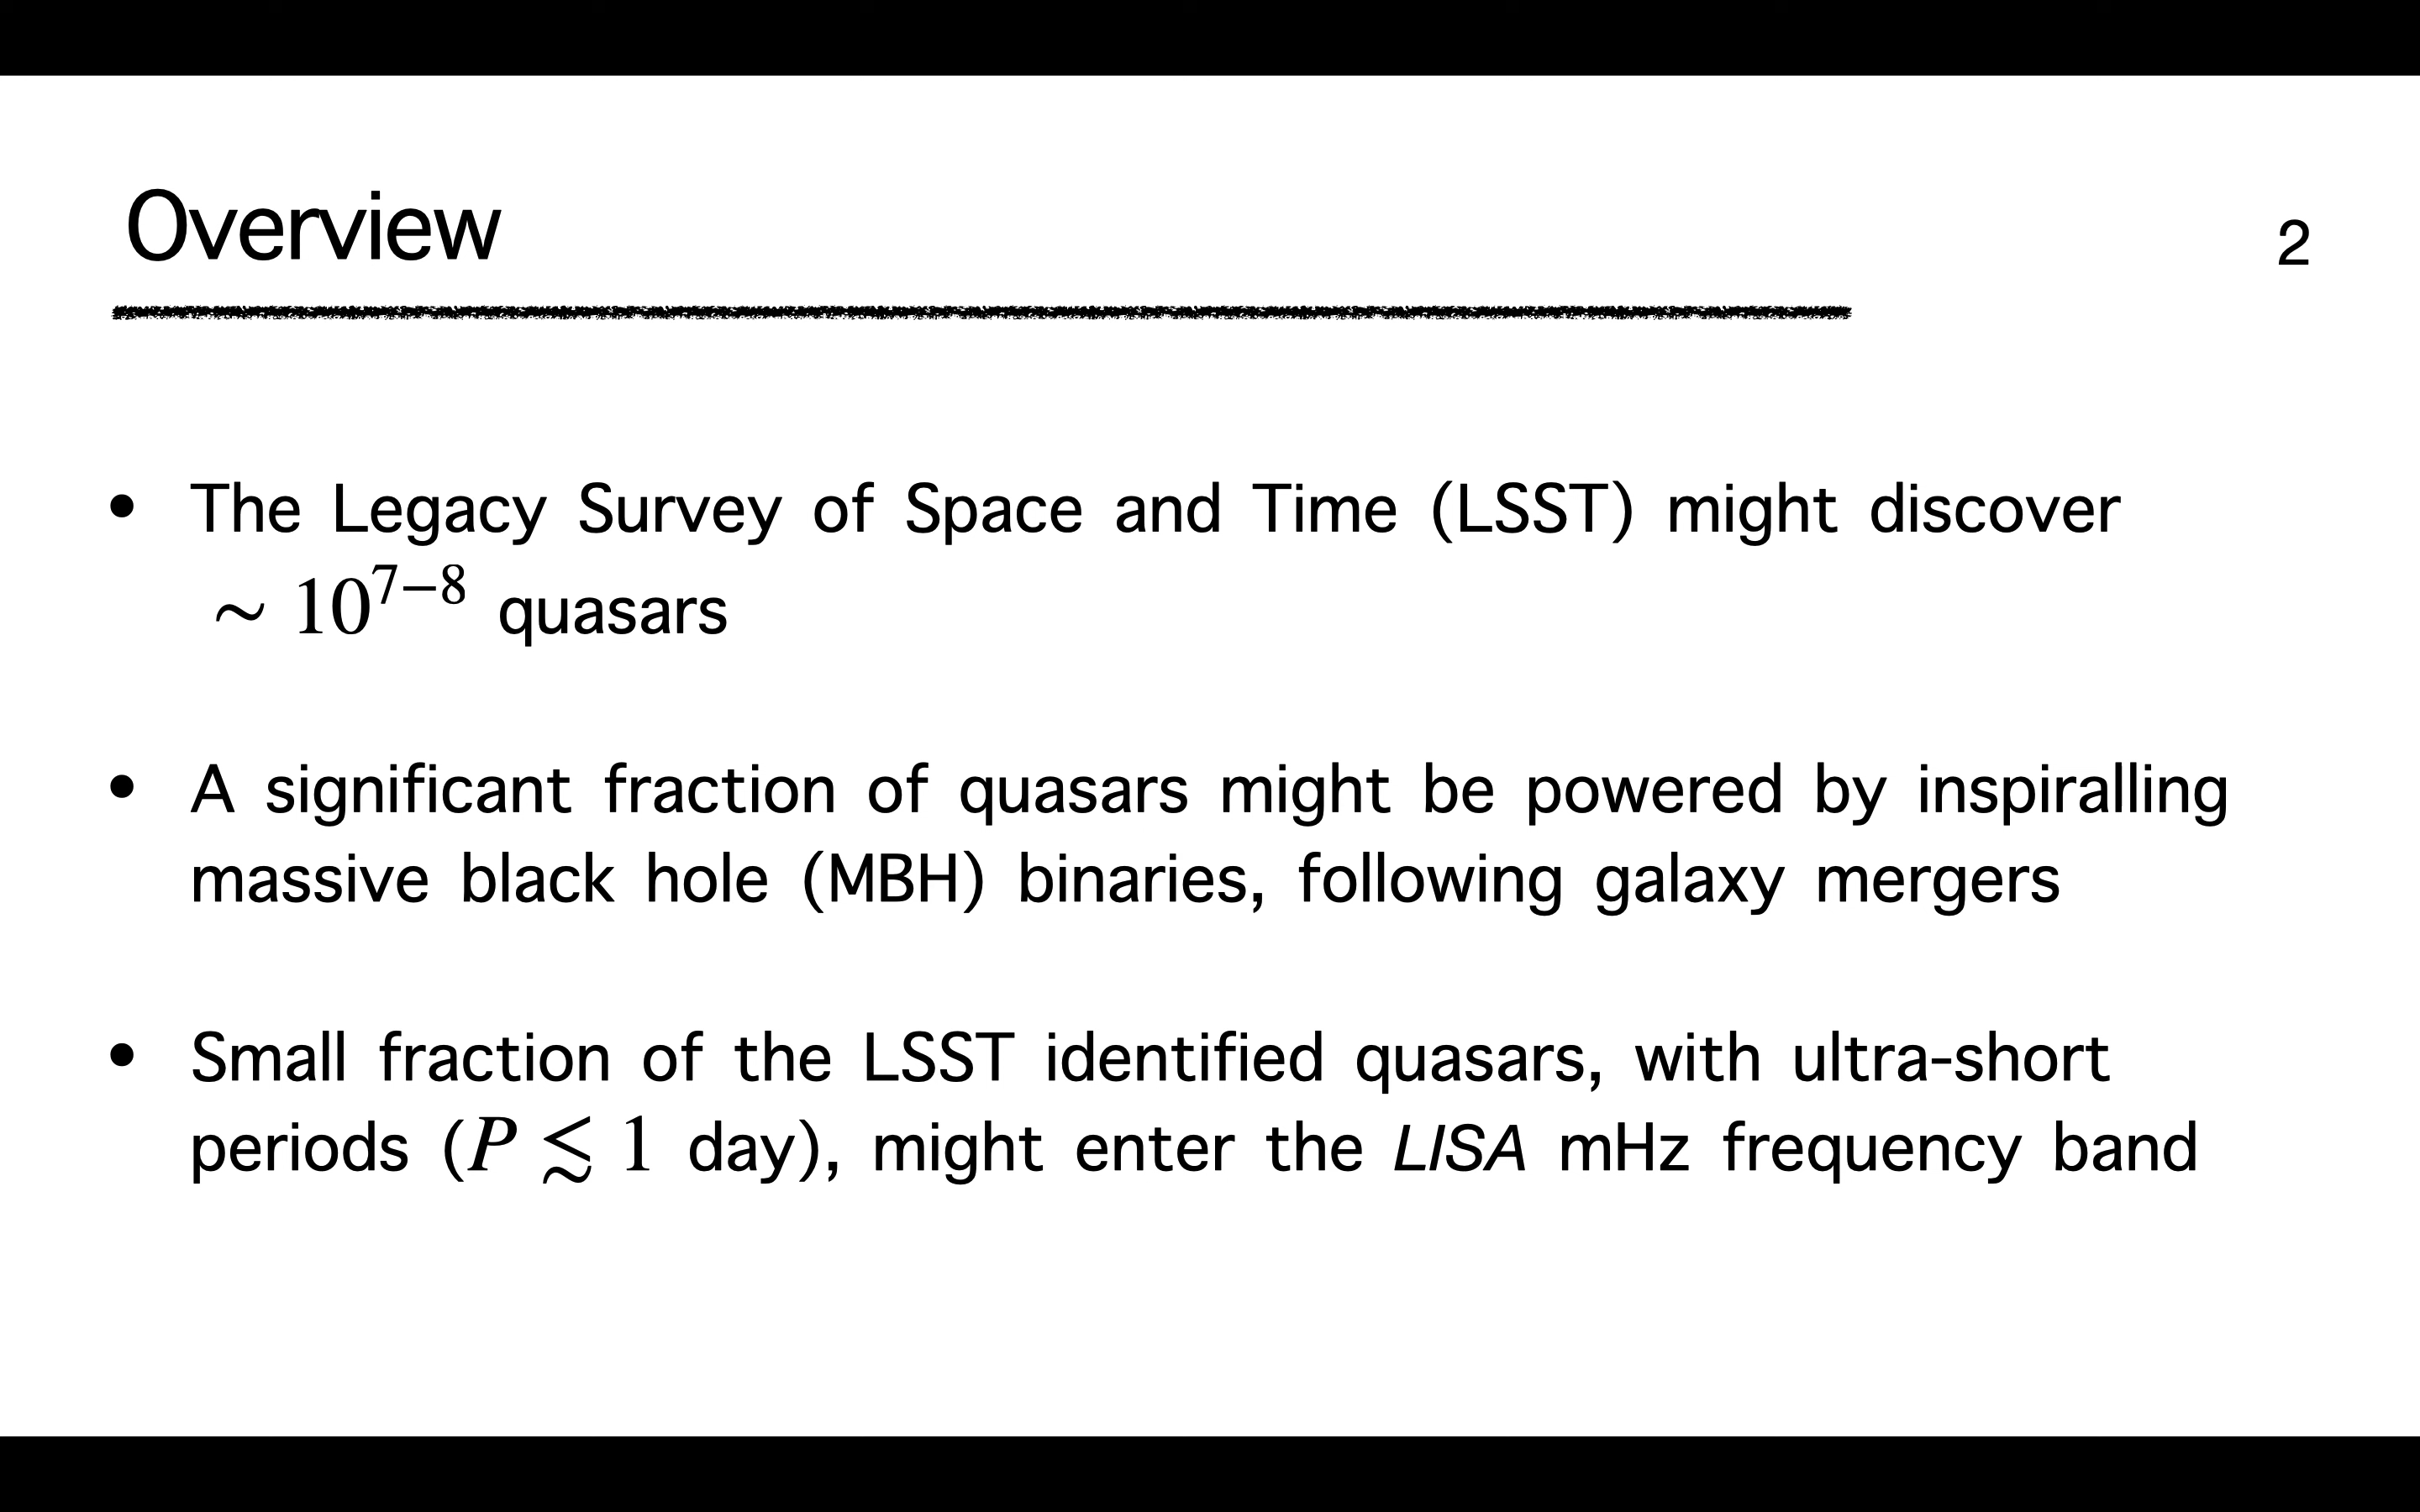 Overview
2
• The Legacy Survey of Space and Time (LSST) might discover
∼ 10^{7−8} quasars
• A significant fraction of quasars might be powered by inspiralling
massive black hole (MBH) binaries, following galaxy mergers
• Small fraction of the LSST identified quasars, with ultra-short
periods (P ≲ 1 day), might enter the LISA mHz frequency band